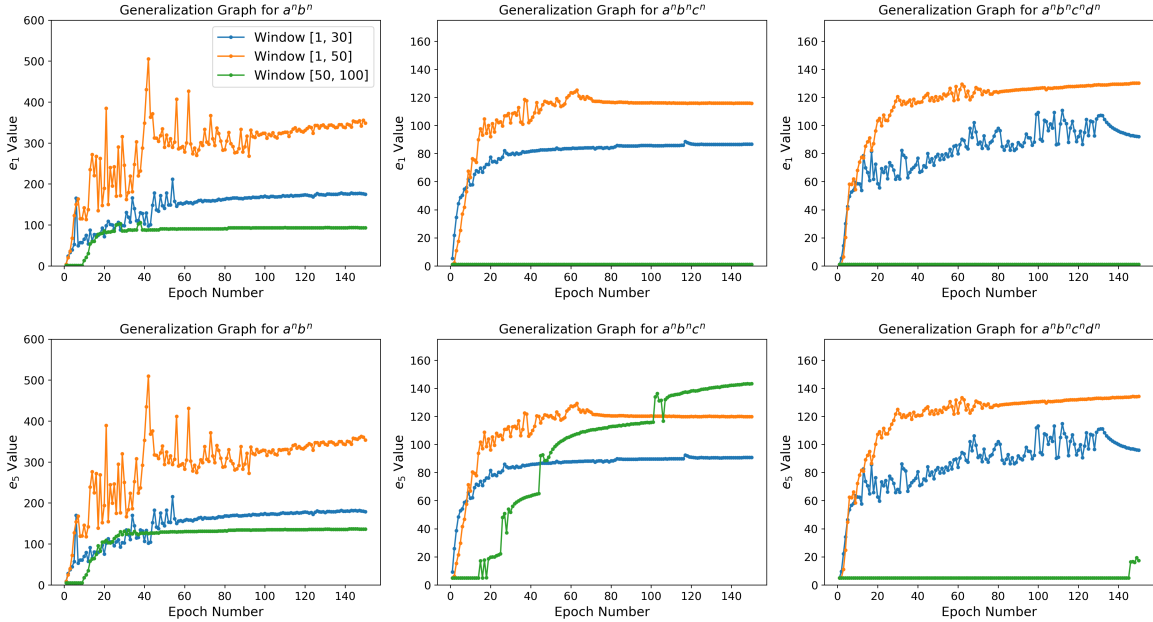 Generalization Graph for aⁿbⁿ
600
500
400
300
200
100
0
e₁ Value
0 20 40 60 80 100 120 140
Epoch Number
Window [1, 30]
Window [1, 50]
Window [50, 100]
Generalization Graph for aⁿbⁿcⁿ
160
140
120
100
80
60
40
20
0
e₁ Value
0 20 40 60 80 100 120 140
Epoch Number
Generalization Graph for aⁿbⁿcⁿdⁿ
160
140
120
100
80
60
40
20
0
e₁ Value
0 20 40 60 80 100 120 140
Epoch Number
Generalization Graph for aⁿbⁿ
600
500
400
300
200
100
0
e₅ Value
0 20 40 60 80 100 120 140
Epoch Number
Generalization Graph for aⁿbⁿcⁿ
160
140
120
100
80
60
40
20
0
e₅ Value
0 20 40 60 80 100 120 140
Epoch Number
Generalization Graph for aⁿbⁿcⁿdⁿ
160
140
120
100
80
60
40
20
0
e₅ Value
0 20 40 60 80 100 120 140
Epoch Number